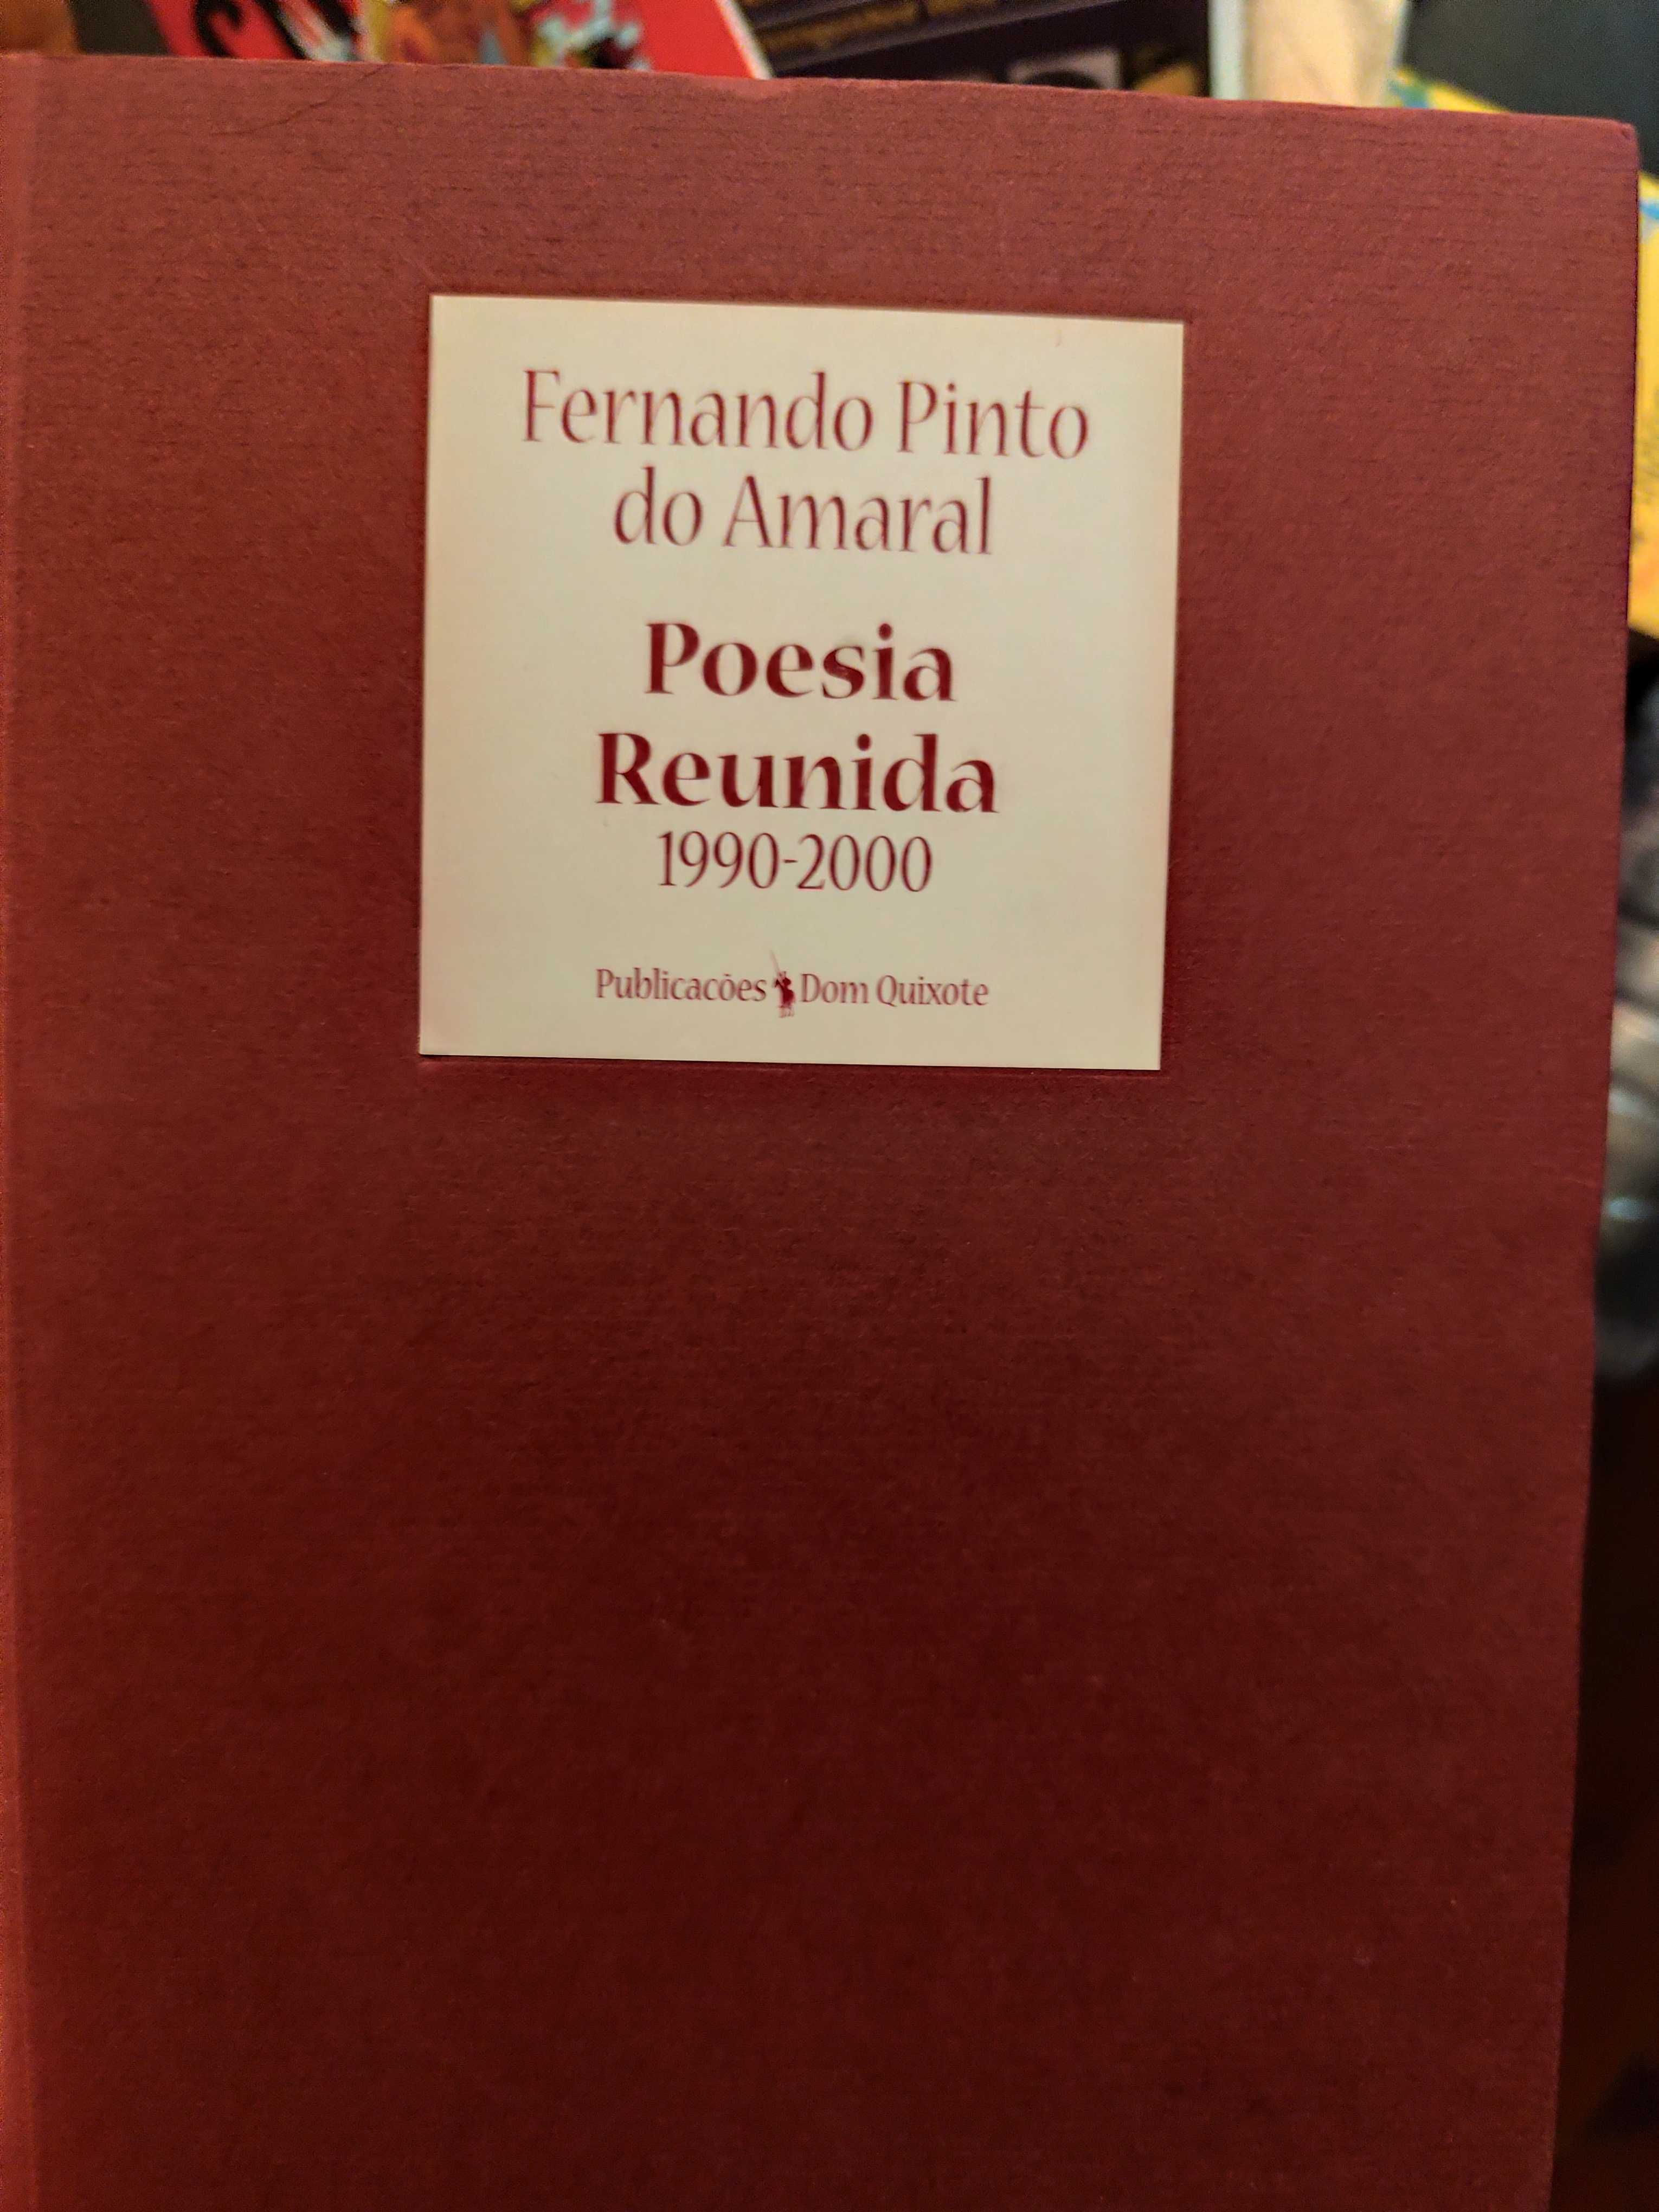 Fernando Pinto
do Amaral
Poesia
Reunida
1990-2000
Publicações Dom Quixote